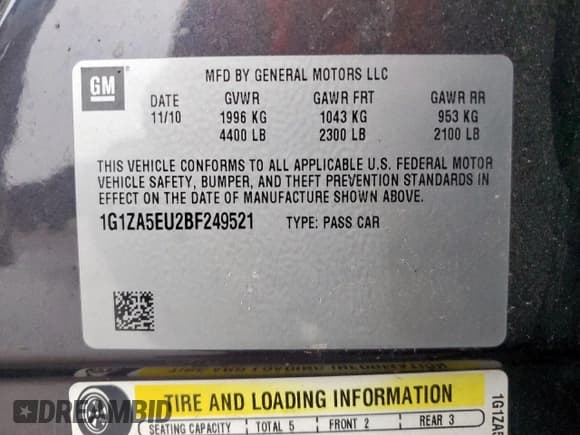 GM ®
MFD BY GENERAL MOTORS LLC
DATE GVWR GAWR FRT GAWR RR
11/10 1996 KG 1043 KG 953 KG
4400 LB 2300 LB 2100 LB
THIS VEHICLE CONFORMS TO ALL APPLICABLE U.S. FEDERAL MOTOR
VEHICLE SAFETY, BUMPER, AND THEFT PREVENTION STANDARDS IN
EFFECT ON THE DATE OF MANUFACTURE SHOWN ABOVE.
1G1ZA5EU2BF249521 TYPE: PASS CAR
TIRE AND LOADING INFORMATION
SEATING CAPACITY TOTAL 5 FRONT 2 REAR 3
1G1ZA5
DREAMBID